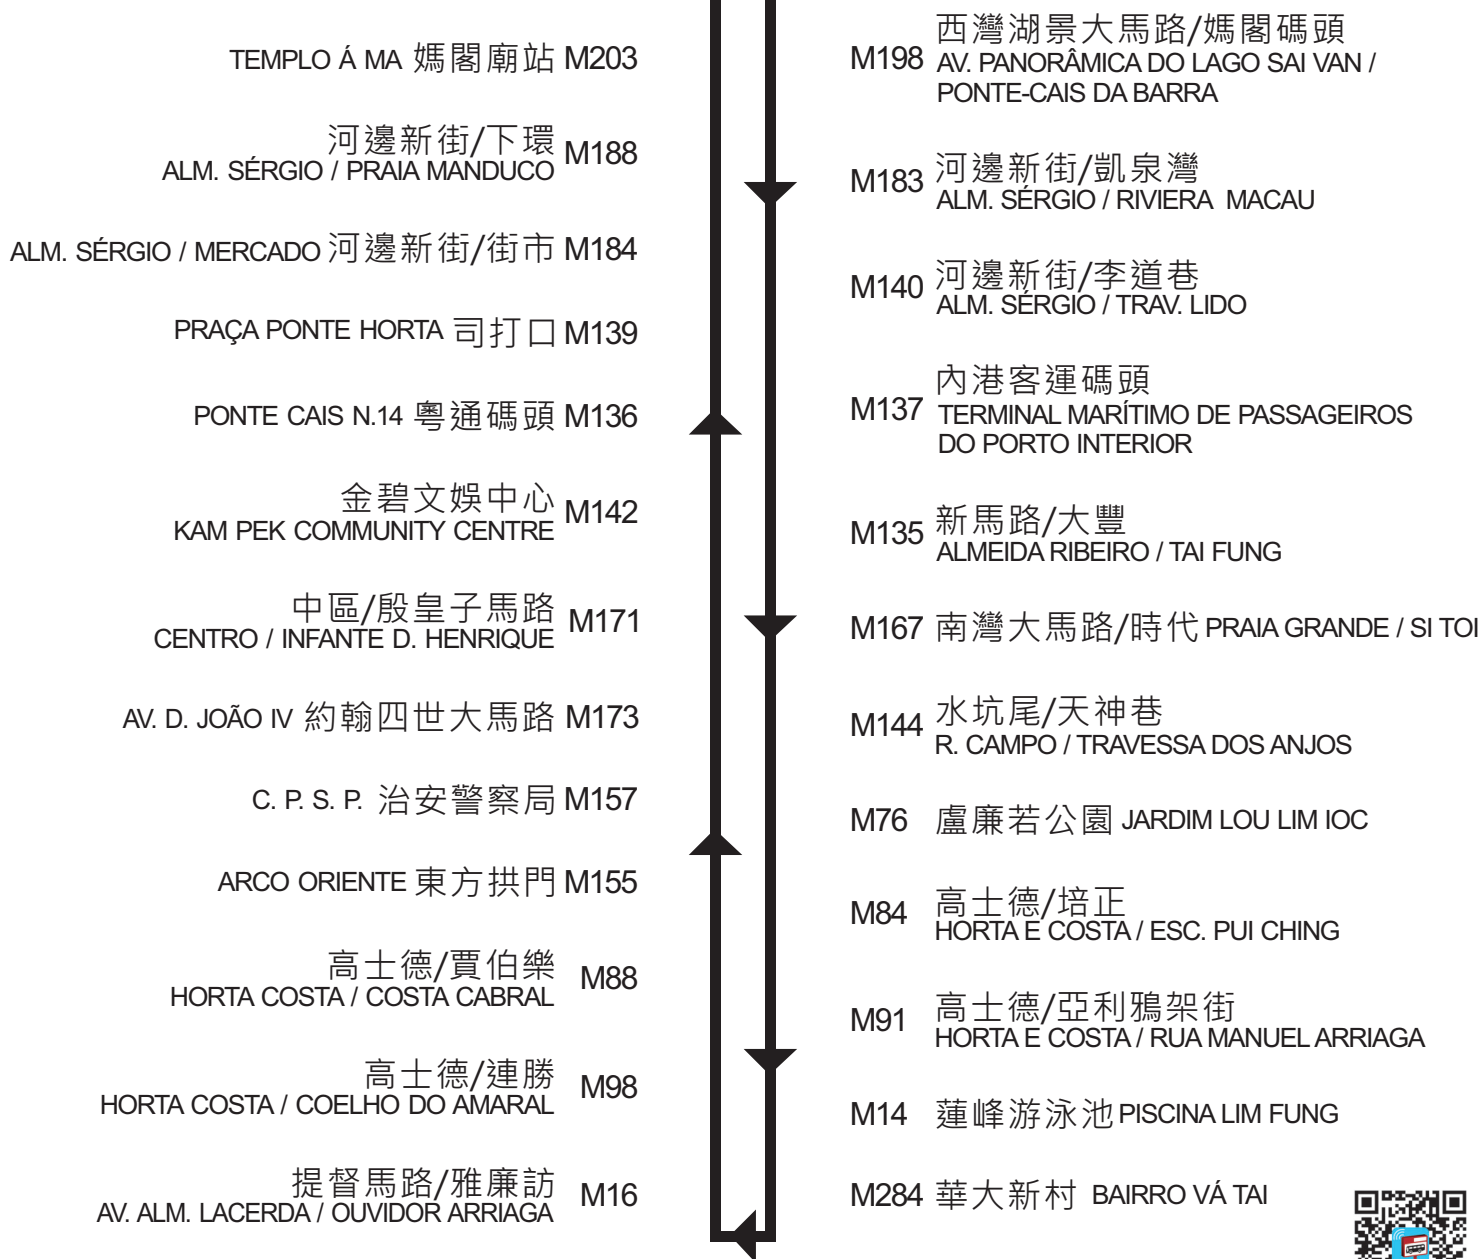 TEMPLO Á MA 媽閣廟站 M203
河邊新街/下環
ALM. SÉRGIO / PRAIA MANDUCO
M188
ALM. SÉRGIO / MERCADO 河邊新街/街市 M184
PRAÇA PONTE HORTA 司打口 M139
PONTE CAIS N.14 粵通碼頭 M136
金碧文娛中心
KAM PEK COMMUNITY CENTRE
M142
中區/殷皇子馬路
CENTRO / INFANTE D. HENRIQUE
M171
AV. D. JOÃO IV 約翰四世大馬路 M173
C. P. S. P. 治安警察局 M157
ARCO ORIENTE 東方拱門 M155
高士德/賈伯樂
HORTA COSTA / COSTA CABRAL
M88
高士德/連勝
HORTA COSTA / COELHO DO AMARAL
M98
提督馬路/雅廉訪
AV. ALM. LACERDA / OUVIDOR ARRIAGA
M16
M198
西灣湖景大馬路/媽閣碼頭
AV. PANORÂMICA DO LAGO SAI VAN /
PONTE-CAIS DA BARRA
M183
河邊新街/凱泉灣
ALM. SÉRGIO / RIVIERA MACAU
M140
河邊新街/李道巷
ALM. SÉRGIO / TRAV. LIDO
M137
內港客運碼頭
TERMINAL MARÍTIMO DE PASSAGEIROS
DO PORTO INTERIOR
M135
新馬路/大豐
ALMEIDA RIBEIRO / TAI FUNG
M167 南灣大馬路/時代 PRAIA GRANDE / SI TOI
M144
水坑尾/天神巷
R. CAMPO / TRAVESSA DOS ANJOS
M76 盧廉若公園 JARDIM LOU LIM IOC
M84
高士德/培正
HORTA E COSTA / ESC. PUI CHING
M91
高士德/亞利鴉架街
HORTA E COSTA / RUA MANUEL ARRIAGA
M14 蓮峰游泳池 PISCINA LIM FUNG
M284 華大新村 BAIRRO VÁ TAI